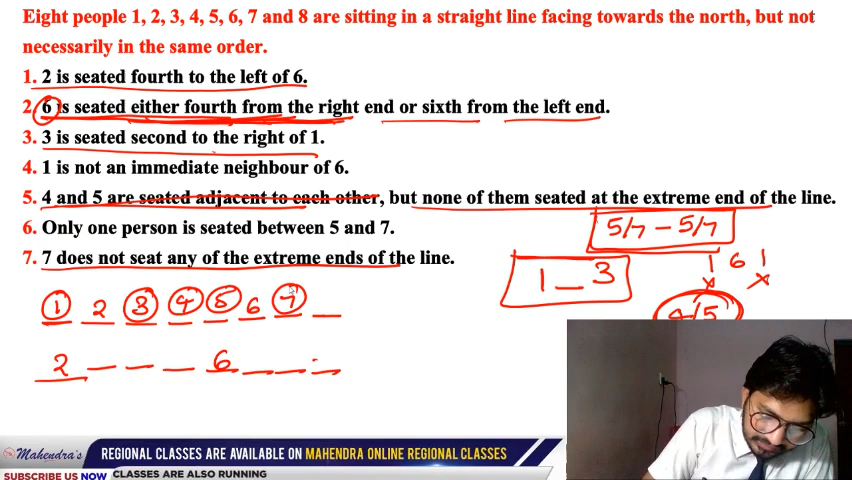 Eight people 1, 2, 3, 4, 5, 6, 7 and 8 are sitting in a straight line facing towards the north, but not
necessarily in the same order.
1. 2 is seated fourth to the left of 6.
2. 6 is seated either fourth from the right end or sixth from the left end.
3. 3 is seated second to the right of 1.
4. 1 is not an immediate neighbour of 6.
5. 4 and 5 are seated adjacent to each other, but none of them seated at the extreme end of the line.
6. Only one person is seated between 5 and 7.
5/7 – 5/7
7. 7 does not seat any of the extreme ends of the line.
1 6 1
x x
1 _ 3
4/5
1 2 3 4 5 6 7 _
2 _ _ _ 6 _ _ _
Mahendra's
REGIONAL CLASSES ARE AVAILABLE ON MAHENDRA ONLINE REGIONAL CLASSES
SUBSCRIBE US NOW CLASSES ARE ALSO RUNNING